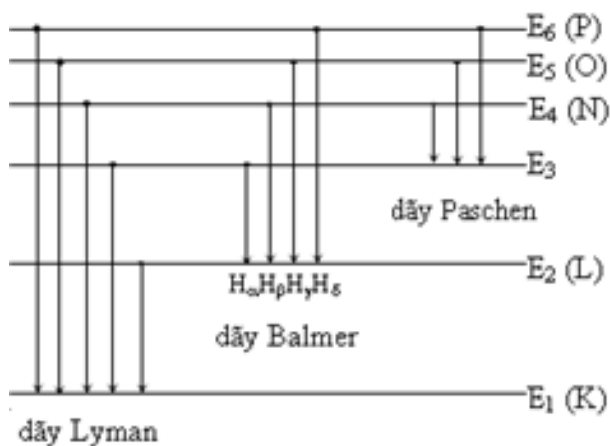 E₆ (P)
E₅ (O)
E₄ (N)
E₃
dãy Paschen
E₂ (L)
HαHβHγHδ
dãy Balmer
E₁ (K)
dãy Lyman